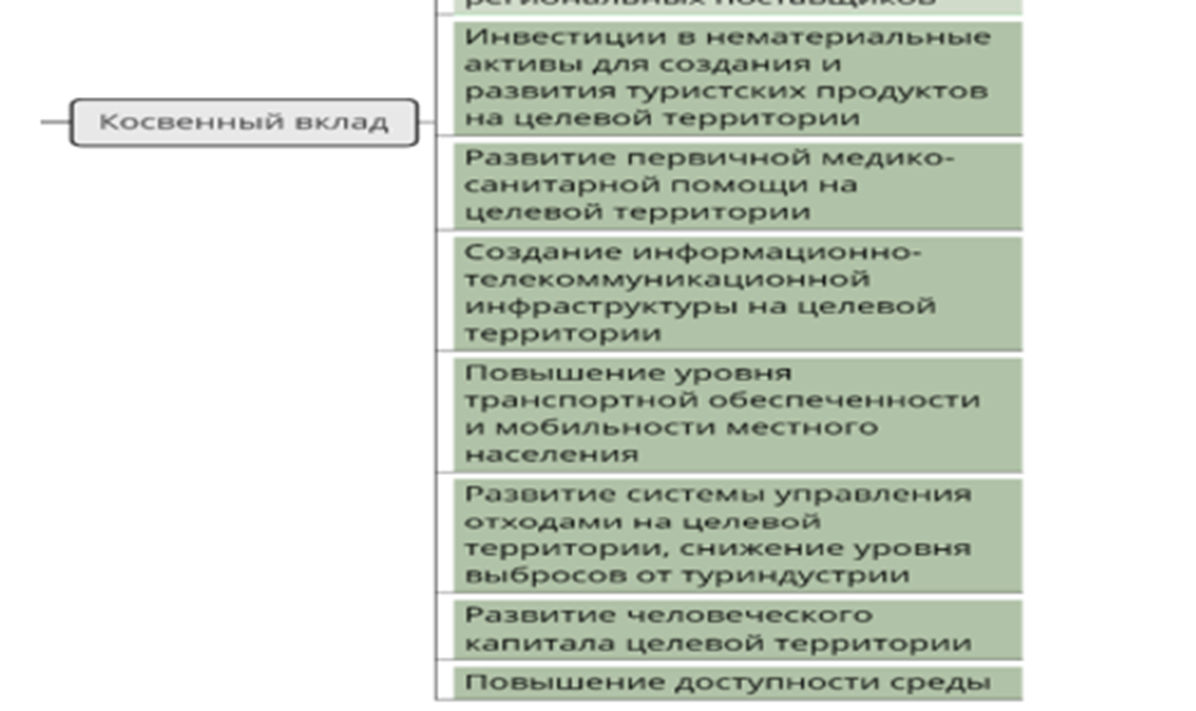 региональных поставщиков
Инвестиции в нематериальные
активы для создания и
развития туристских продуктов
на целевой территории
Косвенный вклад
Развитие первичной медико-
санитарной помощи на
целевой территории
Создание информационно-
телекоммуникационной
инфраструктуры на целевой
территории
Повышение уровня
транспортной обеспеченности
и мобильности местного
населения
Развитие системы управления
отходами на целевой
территории, снижение уровня
выбросов от туриндустрии
Развитие человеческого
капитала целевой территории
Повышение доступности среды